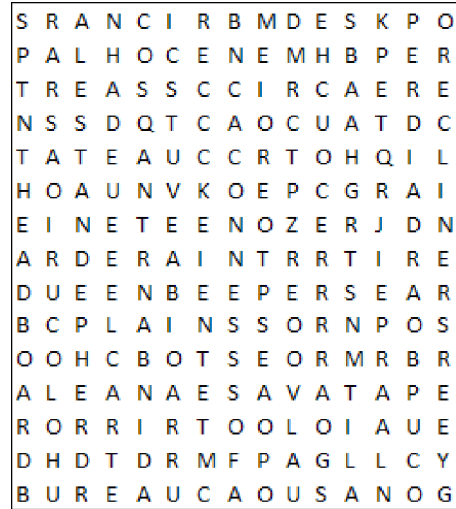 S R A N C I R B M D E S K P O
P A L H O C E N E M H B P E R
T R E A S S C C I R C A E R E
N S S D Q T C A O C U A T D C
T A T E A U C C R T O H Q I L
H O A U N V K O E P C G R A I
E I N E T E E N O Z E R J D N
A R D E R A I N T R R T I R E
D U E E N B E E P E R S E A R
B C P L A I N S S O R N P O S
O O H C B O T S E O R M R B R
A L E A N A E S A V A T A P E
R O R R I R T O O L O I A U E
D H D T D R M F P A G L L C Y
B U R E A U C A O U S A N O G